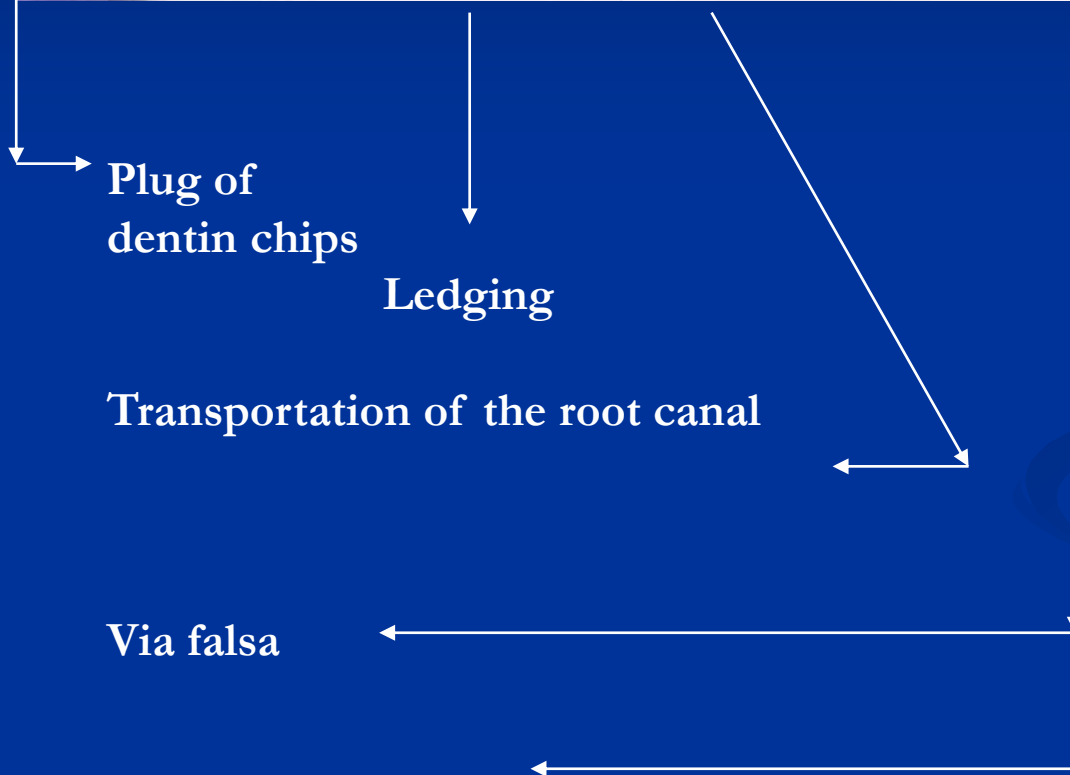 Plug of
dentin chips
Ledging
Transportation of the root canal
Via falsa